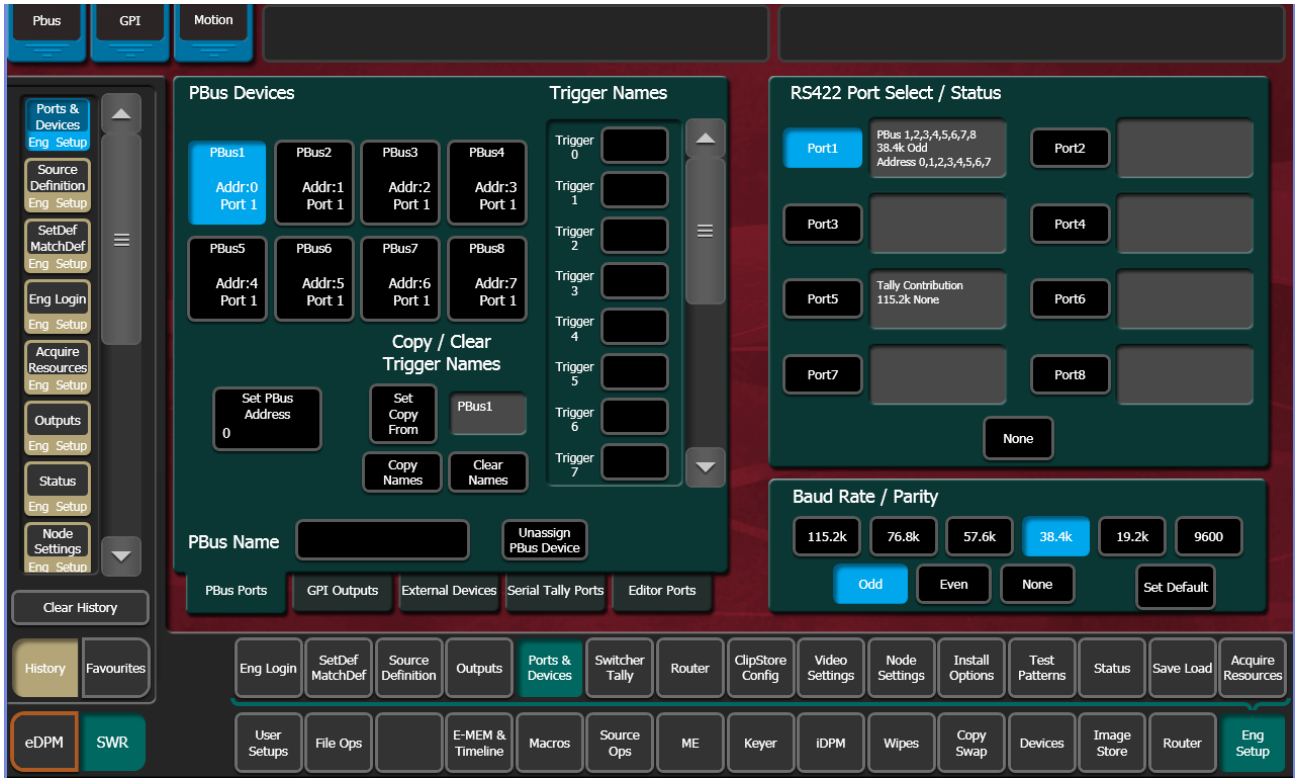 Pbus
GPI
Motion
Ports &
Devices
Eng Setup
Source
Definition
Eng Setup
SetDef
MatchDef
Eng Setup
Eng Login
Eng Setup
Acquire
Resources
Eng Setup
Outputs
Eng Setup
Status
Eng Setup
Node
Settings
Eng Setup
Clear History
History
Favourites
eDPM
SWR
PBus Devices
PBus1
Addr:0
Port 1
PBus2
Addr:1
Port 1
PBus3
Addr:2
Port 1
PBus4
Addr:3
Port 1
PBus5
Addr:4
Port 1
PBus6
Addr:5
Port 1
PBus7
Addr:6
Port 1
PBus8
Addr:7
Port 1
Copy / Clear
Trigger Names
Set PBus
Address
0
Set
Copy
From
PBus1
Copy
Names
Clear
Names
PBus Name
Unassign
PBus Device
Trigger Names
Trigger
0
Trigger
1
Trigger
2
Trigger
3
Trigger
4
Trigger
5
Trigger
6
Trigger
7
PBus Ports
GPI Outputs
External Devices
Serial Tally Ports
Editor Ports
RS422 Port Select / Status
Port1
PBus 1,2,3,4,5,6,7,8
38.4k Odd
Address 0,1,2,3,4,5,6,7
Port2
Port3
Port4
Port5
Tally Contribution
115.2k None
Port6
Port7
Port8
None
Baud Rate / Parity
115.2k
76.8k
57.6k
38.4k
19.2k
9600
Odd
Even
None
Set Default
Eng Login
SetDef
MatchDef
Source
Definition
Outputs
Ports &
Devices
Switcher
Tally
Router
ClipStore
Config
Video
Settings
Node
Settings
Install
Options
Test
Patterns
Status
Save Load
Acquire
Resources
User
Setups
File Ops
E-MEM &
Timeline
Macros
Source
Ops
ME
Keyer
iDPM
Wipes
Copy
Swap
Devices
Image
Store
Router
Eng
Setup